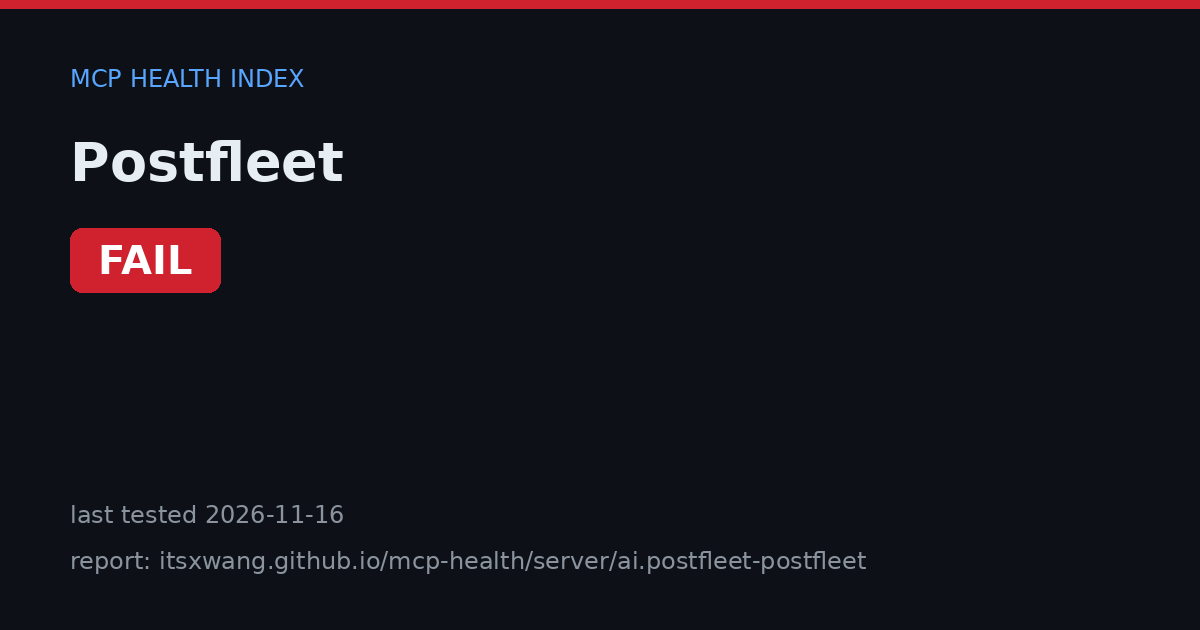 MCP HEALTH INDEX
Postfleet
FAIL
last tested 2026-11-16
report: itsxwang.github.io/mcp-health/server/ai.postfleet-postfleet